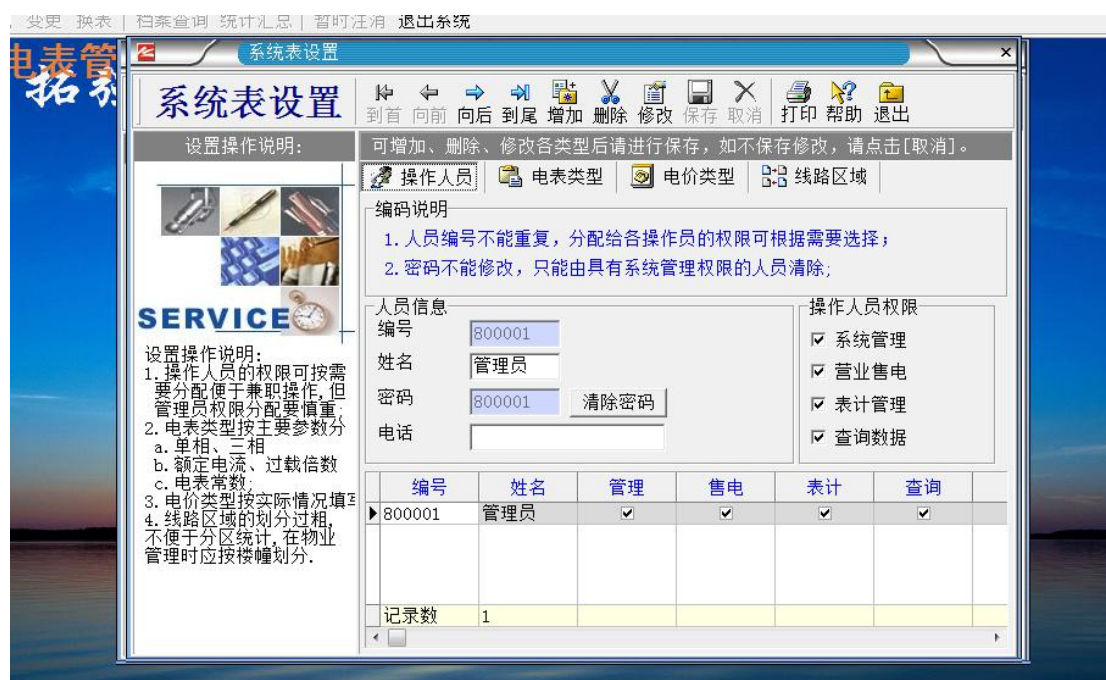 变更 换表 档案查询 统计汇总 暂时注消 退出系统
电表管
系统表设置
系统表设置
到首 向前 向后 到尾 增加 删除 修改 保存 取消 打印 帮助 退出
设置操作说明:
可增加、删除、修改各类型后请进行保存，如不保存修改，请点击[取消]。
操作人员 电表类型 电价类型 线路区域
编码说明
1.人员编号不能重复，分配给各操作员的权限可根据需要选择；
2.密码不能修改，只能由具有系统管理权限的人员清除;
SERVICE
设置操作说明:
1.操作人员的权限可按需
要分配便于兼职操作,但
管理员权限分配要慎重;
2.电表类型按主要参数分
a.单相、三相
b.额定电流、过载倍数
c.电表常数;
3.电价类型按实际情况填写
4.线路区域的划分过粗,
不便于分区统计,在物业
管理时应按楼幢划分.
人员信息
编号 800001
姓名 管理员
密码 800001 清除密码
电话
操作人员权限
系统管理
营业售电
表计管理
查询数据
编号 姓名 管理 售电 表计 查询
800001 管理员
记录数 1